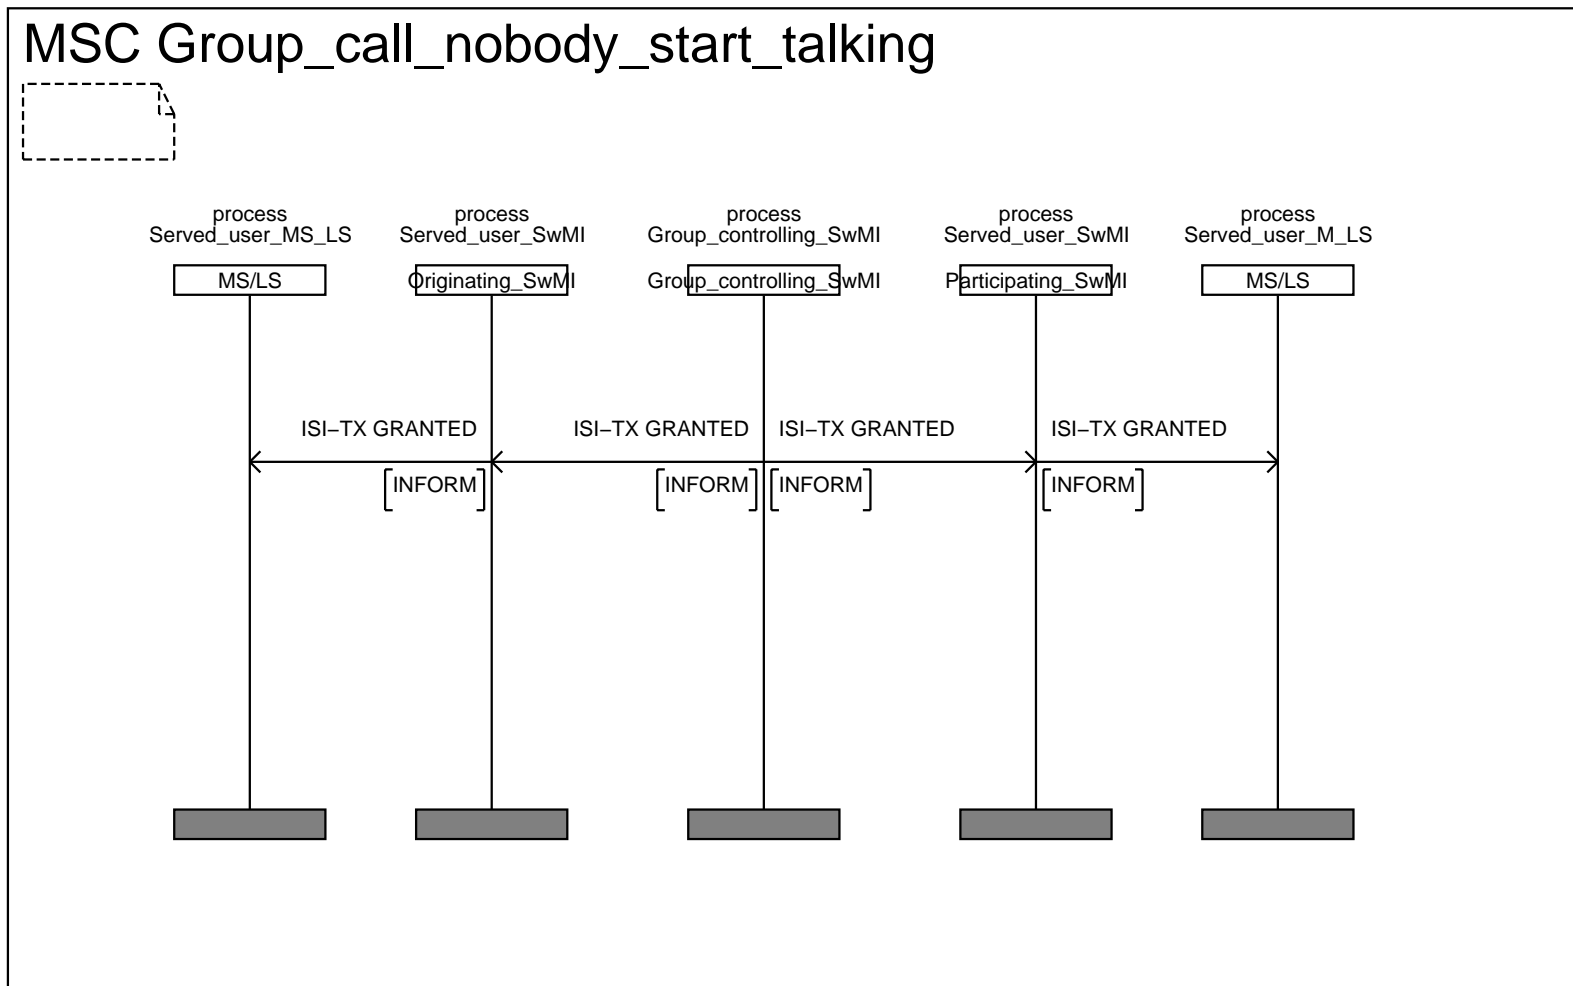 MSC Group_call_nobody_start_talking
process
Served_user_MS_LS
process
Served_user_SwMI
process
Group_controlling_SwMI
process
Served_user_SwMI
process
Served_user_M_LS
MS/LS
Originating_SwMI
Group_controlling_SwMI
Participating_SwMI
MS/LS
ISI−TX GRANTED
ISI−TX GRANTED
ISI−TX GRANTED
ISI−TX GRANTED
INFORM
INFORM
INFORM
INFORM